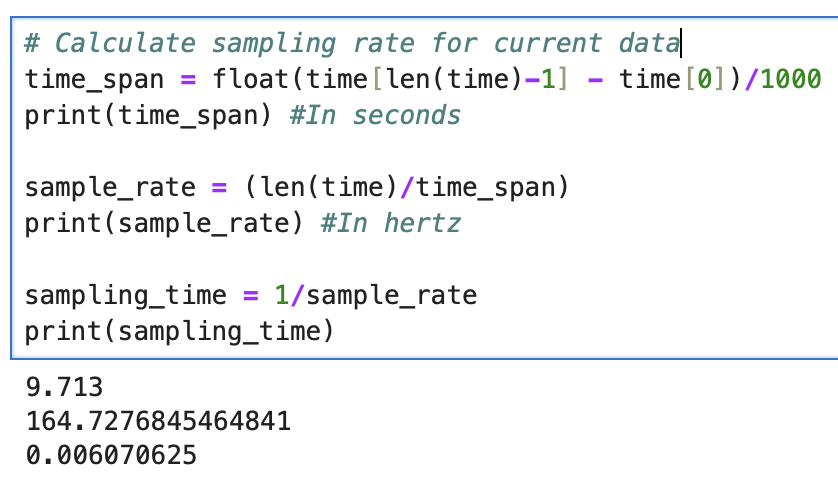 # Calculate sampling rate for current data
time_span = float(time[len(time)-1] - time[0])/1000
print(time_span) #In seconds
sample_rate = (len(time)/time_span)
print(sample_rate) #In hertz
sampling_time = 1/sample_rate
print(sampling_time)
9.713
164.7276845464841
0.006070625